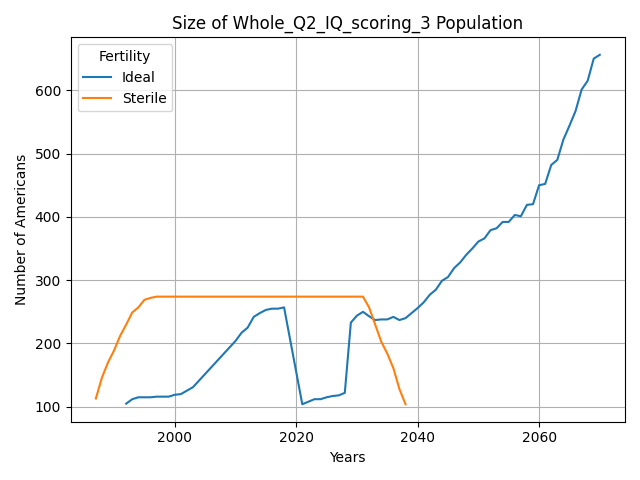 Size of Whole_Q2_IQ_scoring_3 Population
Fertility
Ideal
Sterile
Number of Americans
600
500
400
300
200
100
2000
2020
2040
2060
Years